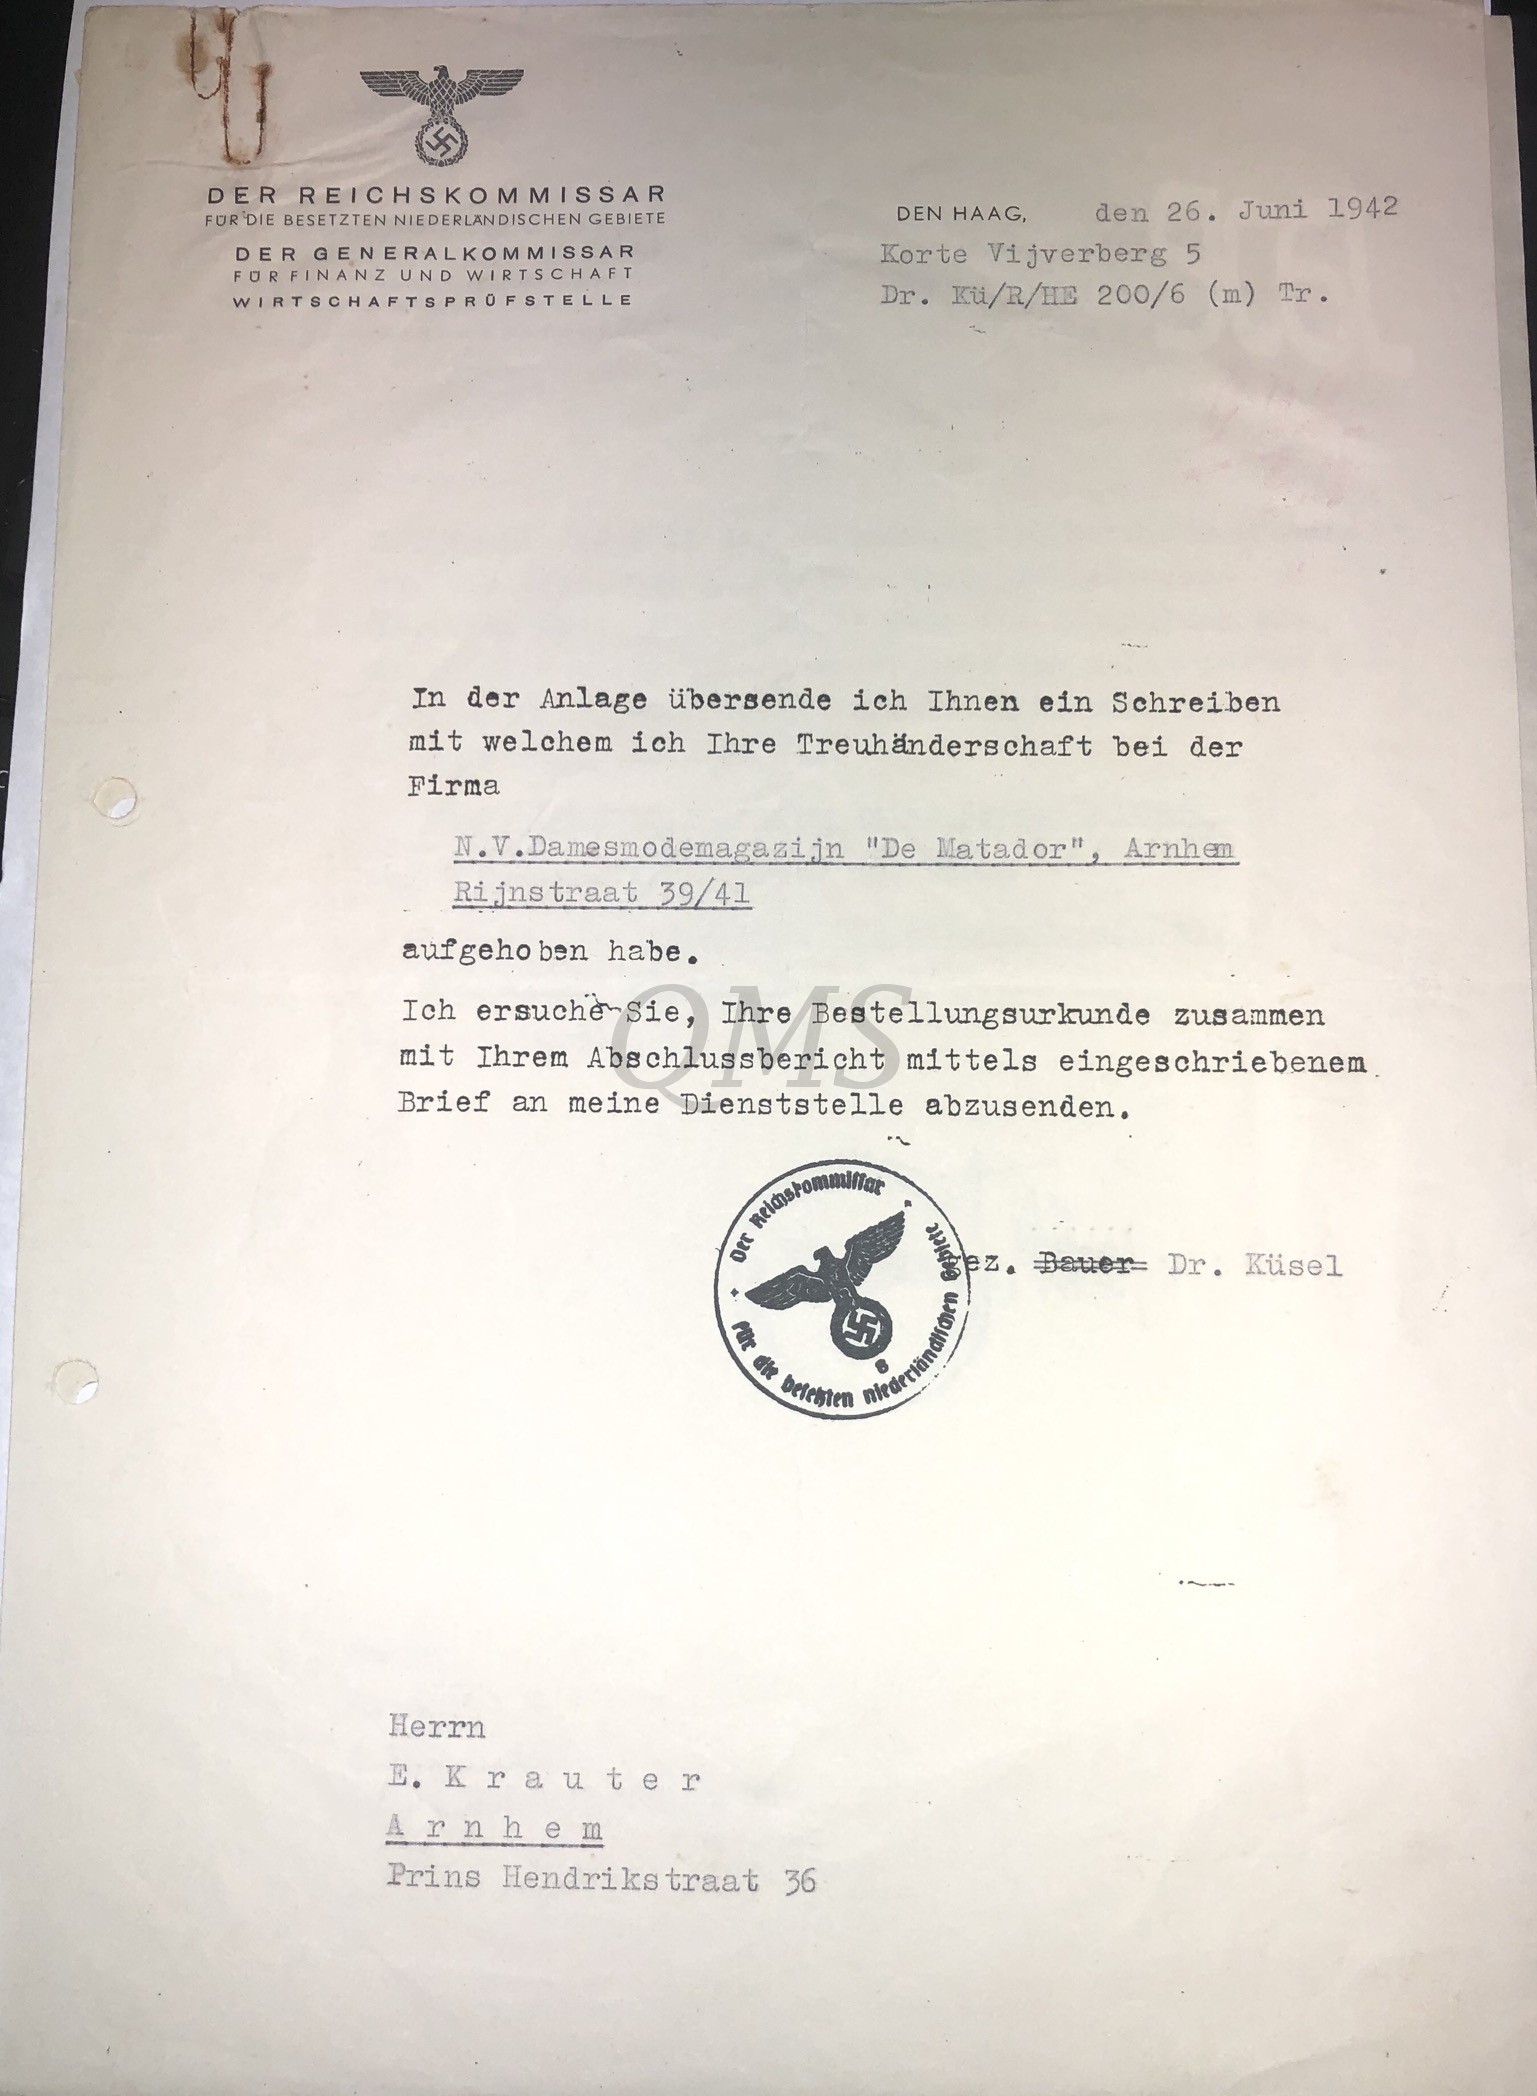 DER REICHSKOMMISSAR
FÜR DIE BESETZTEN NIEDERLÄNDISCHEN GEBIETE
DER GENERALKOMMISSAR
FÜR FINANZ UND WIRTSCHAFT
WIRTSCHAFTSPRÜFSTELLE
DEN HAAG, den 26. Juni 1942
Korte Vijverberg 5
Dr. Kü/R/HE 200/6 (m) Tr.
In der Anlage übersende ich Ihnen ein Schreiben
mit welchem ich Ihre Treuhänderschaft bei der
Firma
N.V.Damesmodemagazijn "De Matador", Arnhem
Rijnstraat 39/41
aufgehoben habe.
Ich ersuche Sie, Ihre Bestellungsurkunde zusammen
mit Ihrem Abschlussbericht mittels eingeschriebenem
Brief an meine Dienststelle abzusenden.
QMS
Der Reichskommissar
für die besetzten niederländischen Gebiete
8
gez. Bauer Dr. Küsel
Herrn
E. Krauter
Arnhem
Prins Hendrikstraat 36